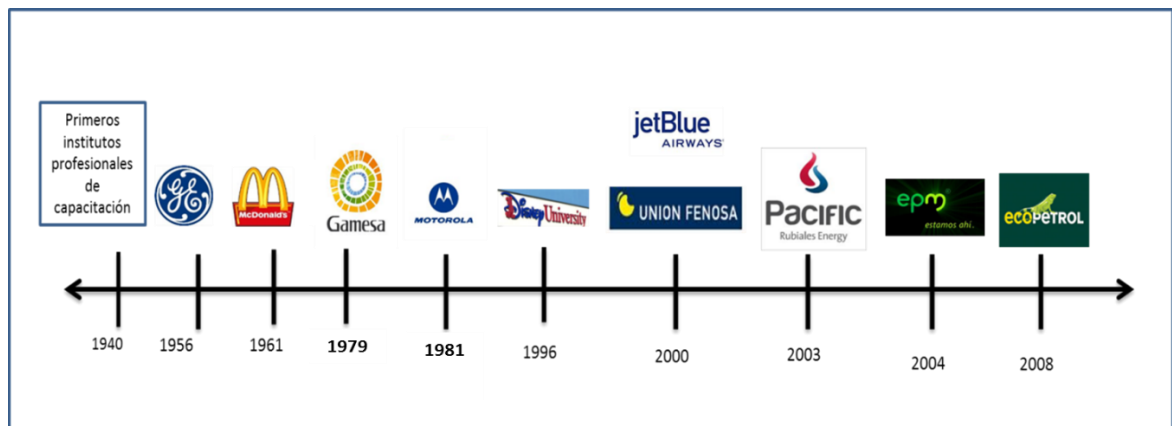 Primeros
institutos
profesionales
de
capacitación
GE
McDonald's
Gamesa
MOTOROLA
Disney University
jetBlue
AIRWAYS
UNION FENOSA
PACIFIC
Rubiales Energy
epm
estamos ahí.
ecoPETROL
1940
1956
1961
1979
1981
1996
2000
2003
2004
2008